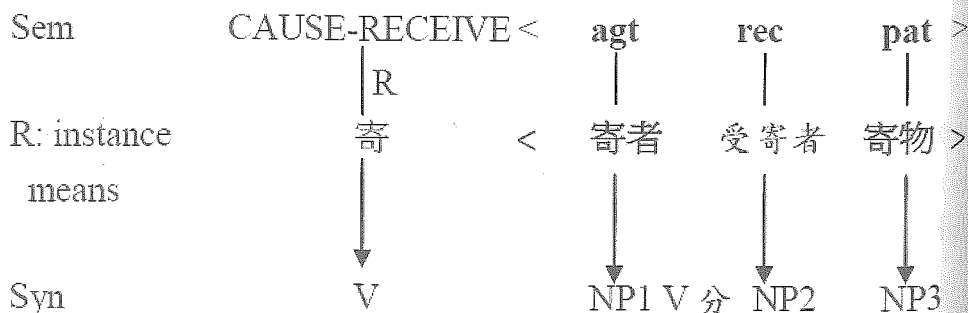 Sem CAUSE-RECEIVE < agt rec pat >
R
R: instance 寄 < 寄者 受寄者 寄物 >
means
Syn V NP1 V 分 NP2 NP3